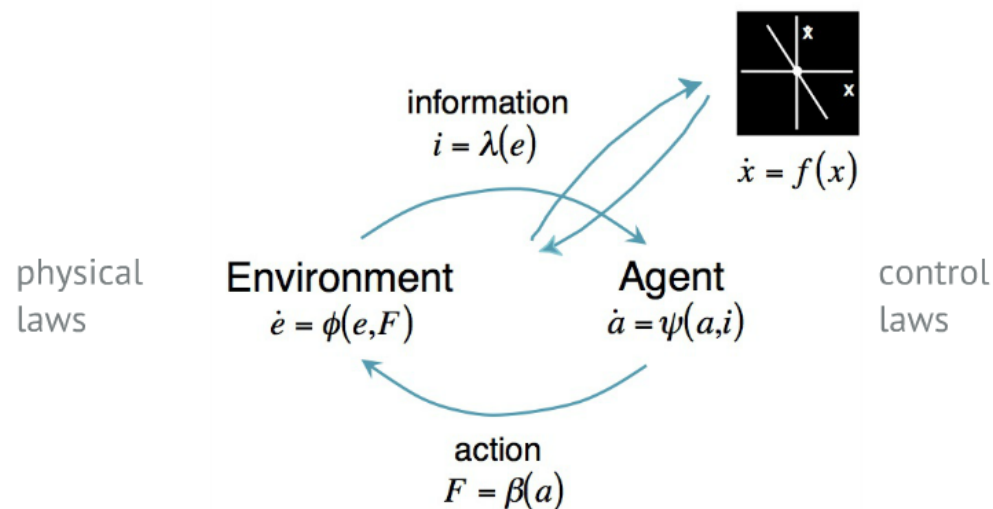 ẋ
x
ẋ = f(x)
information
i = λ(e)
physical
laws
Environment
ė = ϕ(e,F)
Agent
ȧ = ψ(a,i)
control
laws
action
F = β(a)